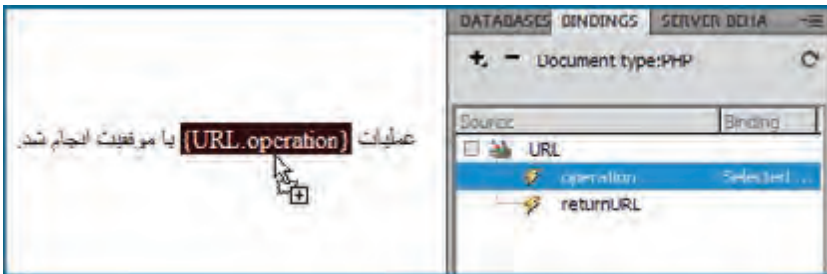 DATABASES BINDINGS SERVER BEHA
Document type:PHP
Source Binding
URL
operation Selected ...
returnURL
عملیات {URL.operation} با موفقیت انجام شد.